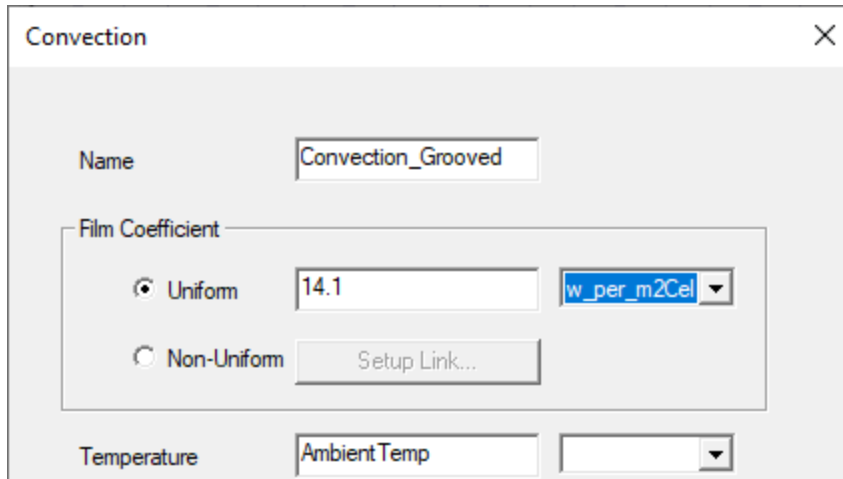 Convection
Name Convection_Grooved
Film Coefficient
Uniform 14.1 w_per_m2Cel
Non-Uniform Setup Link...
Temperature AmbientTemp